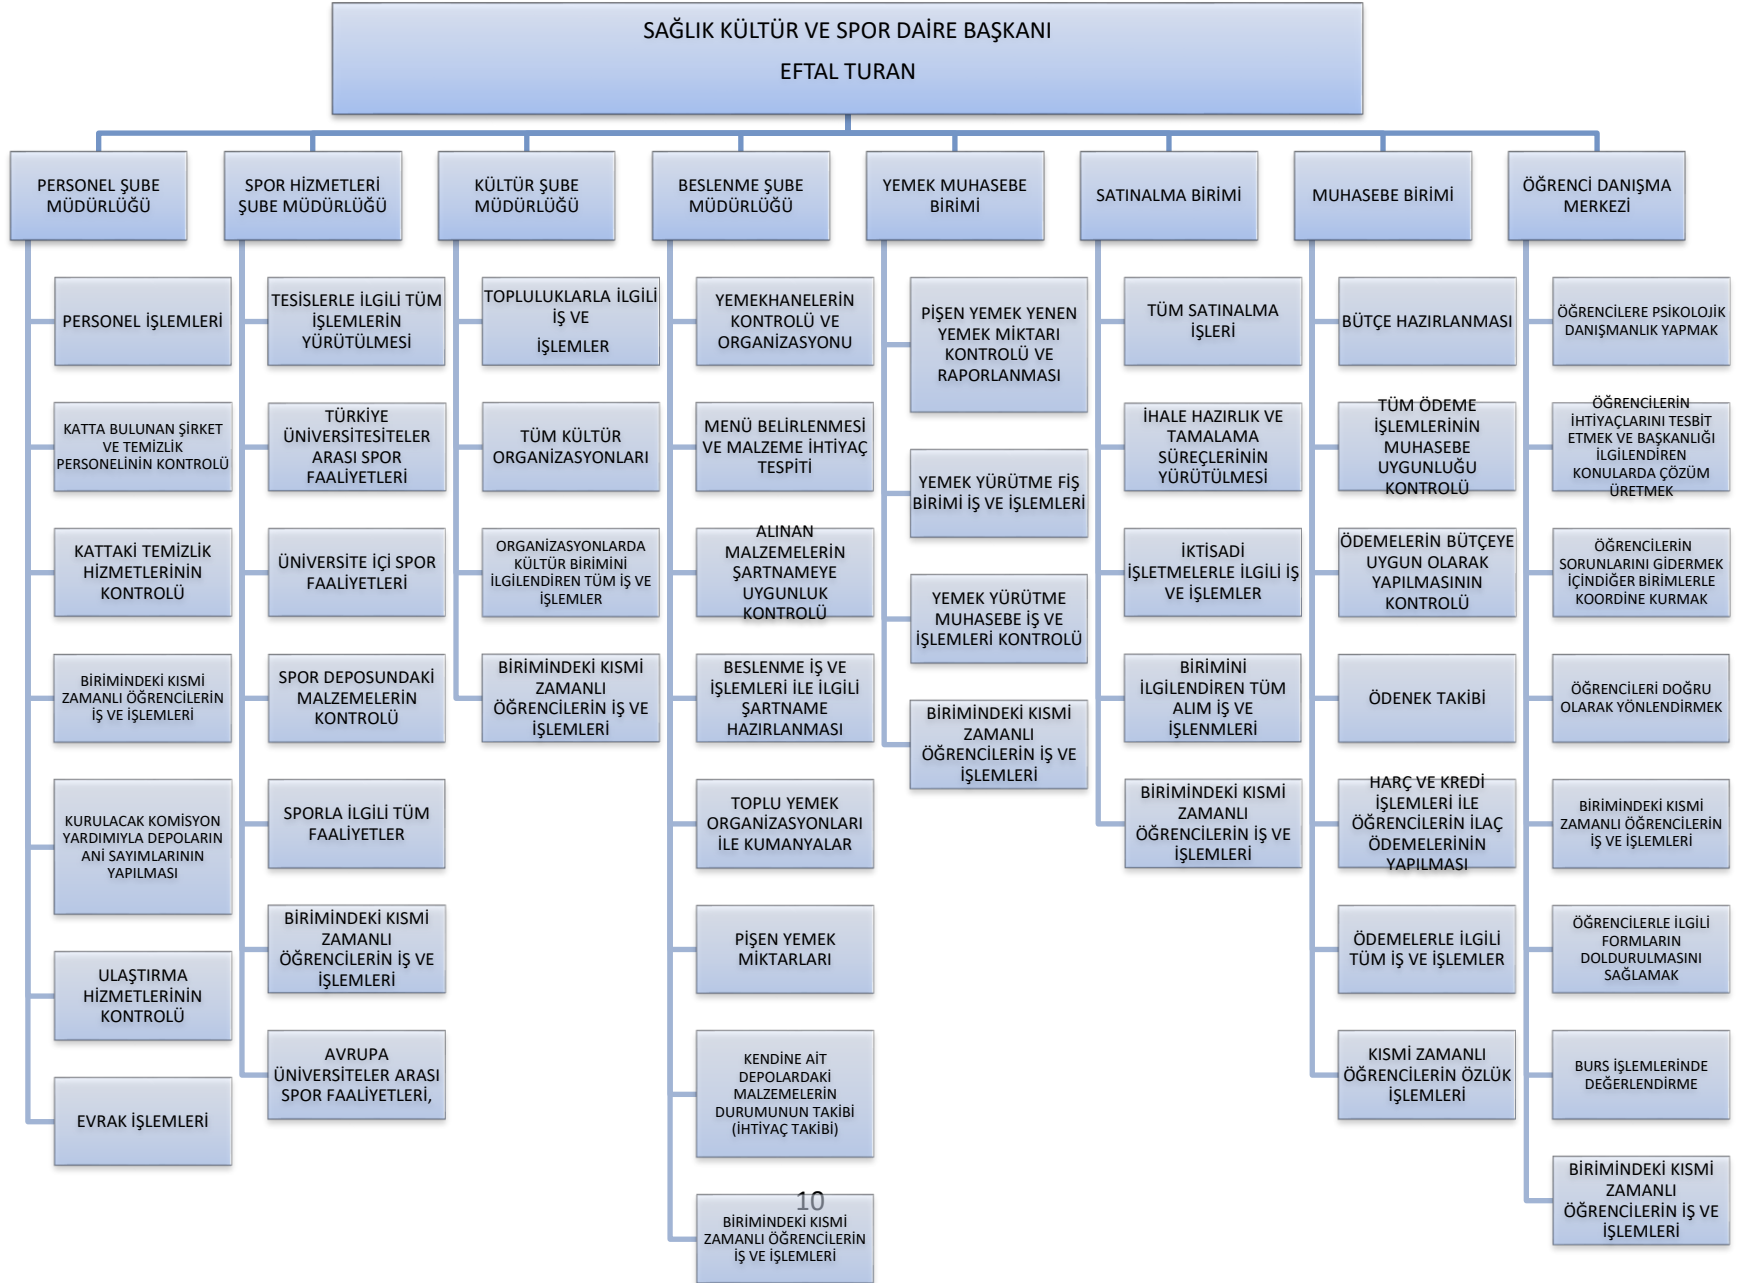 SAĞLIK KÜLTÜR VE SPOR DAİRE BAŞKANI
EFTAL TURAN
PERSONEL ŞUBE
MÜDÜRLÜĞÜ
PERSONEL İŞLEMLERİ
KATTA BULUNAN ŞİRKET
VE TEMİZLİK
PERSONELİNİN KONTROLÜ
KATTAKİ TEMİZLİK
HİZMETLERİNİN
KONTROLÜ
BİRİMİNDEKİ KISMİ
ZAMANLI ÖĞRENCİLERİN
İŞ VE İŞLEMLERİ
KURULACAK KOMİSYON
YARDIMIYLA DEPOLARIN
ANİ SAYIMLARININ
YAPILMASI
ULAŞTIRMA
HİZMETLERİNİN
KONTROLÜ
EVRAK İŞLEMLERİ
SPOR HİZMETLERİ
ŞUBE MÜDÜRLÜĞÜ
TESİSLERLE İLGİLİ TÜM
İŞLEMLERİN
YÜRÜTÜLMESİ
TÜRKİYE
ÜNİVERSİTESİTELER
ARASI SPOR
FAALİYETLERİ
ÜNİVERSİTE İÇİ SPOR
FAALİYETLERİ
SPOR DEPOSUNDAKİ
MALZEMELERİN
KONTROLÜ
SPORLA İLGİLİ TÜM
FAALİYETLER
BİRİMİNDEKİ KISMİ
ZAMANLI
ÖĞRENCİLERİN İŞ VE
İŞLEMLERİ
AVRUPA
ÜNİVERSİTELER ARASI
SPOR FAALİYETLERİ,
KÜLTÜR ŞUBE
MÜDÜRLÜĞÜ
TOPLULUKLARLA İLGİLİ
İŞ VE
İŞLEMLER
TÜM KÜLTÜR
ORGANİZASYONLARI
ORGANİZASYONLARDA
KÜLTÜR BİRİMİNİ
İLGİLENDİREN TÜM İŞ VE
İŞLEMLER
BİRİMİNDEKİ KISMİ
ZAMANLI
ÖĞRENCİLERİN İŞ VE
İŞLEMLERİ
BESLENME ŞUBE
MÜDÜRLÜĞÜ
YEMEKHANELERİN
KONTROLÜ VE
ORGANİZASYONU
MENÜ BELİRLENMESİ
VE MALZEME İHTİYAÇ
TESPİTİ
ALINAN
MALZEMELERİN
ŞARTNAMEYE
UYGUNLUK
KONTROLÜ
BESLENME İŞ VE
İŞLEMLERİ İLE İLGİLİ
ŞARTNAME
HAZIRLANMASI
TOPLU YEMEK
ORGANİZASYONLARI
İLE KUMANYALAR
PİŞEN YEMEK
MİKTARLARI
KENDİNE AİT
DEPOLARDAKİ
MALZEMELERİN
DURUMUNUN TAKİBİ
(İHTİYAÇ TAKİBİ)
10
BİRİMİNDEKİ KISMİ
ZAMANLI ÖĞRENCİLERİN
İŞ VE İŞLEMLERİ
YEMEK MUHASEBE
BİRİMİ
PİŞEN YEMEK YENEN
YEMEK MİKTARI
KONTROLÜ VE
RAPORLANMASI
YEMEK YÜRÜTME FİŞ
BİRİMİ İŞ VE İŞLEMLERİ
YEMEK YÜRÜTME
MUHASEBE İŞ VE
İŞLEMLERİ KONTROLÜ
BİRİMİNDEKİ KISMİ
ZAMANLI
ÖĞRENCİLERİN İŞ VE
İŞLEMLERİ
SATINALMA BİRİMİ
TÜM SATINALMA
İŞLERİ
İHALE HAZIRLIK VE
TAMALAMA
SÜREÇLERİNİN
YÜRÜTÜLMESİ
İKTİSADİ
İŞLETMELERLE İLGİLİ İŞ
VE İŞLEMLER
BİRİMİNİ
İLGİLENDİREN TÜM
ALIM İŞ VE
İŞLENMLERİ
BİRİMİNDEKİ KISMİ
ZAMANLI
ÖĞRENCİLERİN İŞ VE
İŞLEMLERİ
MUHASEBE BİRİMİ
BÜTÇE HAZIRLANMASI
TÜM ÖDEME
İŞLEMLERİNİN
MUHASEBE
UYGUNLUĞU
KONTROLÜ
ÖDEMELERİN BÜTÇEYE
UYGUN OLARAK
YAPILMASININ
KONTROLÜ
ÖDENEK TAKİBİ
HARÇ VE KREDİ
İŞLEMLERİ İLE
ÖĞRENCİLERİN İLAÇ
ÖDEMELERİNİN
YAPILMASI
ÖDEMELERLE İLGİLİ
TÜM İŞ VE İŞLEMLER
KISMİ ZAMANLI
ÖĞRENCİLERİN ÖZLÜK
İŞLEMLERİ
ÖĞRENCİ DANIŞMA
MERKEZİ
ÖĞRENCİLERE PSİKOLOJİK
DANIŞMANLIK YAPMAK
ÖĞRENCİLERİN
İHTİYAÇLARINI TESBİT
ETMEK VE BAŞKANLIĞI
İLGİLENDİREN
KONULARDA ÇÖZÜM
ÜRETMEK
ÖĞRENCİLERİN
SORUNLARINI GİDERMEK
İÇİNDİĞER BİRİMLERLE
KOORDİNE KURMAK
ÖĞRENCİLERİ DOĞRU
OLARAK YÖNLENDİRMEK
BİRİMİNDEKİ KISMİ
ZAMANLI ÖĞRENCİLERİN
İŞ VE İŞLEMLERİ
ÖĞRENCİLERLE İLGİLİ
FORMLARIN
DOLDURULMASINI
SAĞLAMAK
BURS İŞLEMLERİNDE
DEĞERLENDİRME
BİRİMİNDEKİ KISMİ
ZAMANLI
ÖĞRENCİLERİN İŞ VE
İŞLEMLERİ